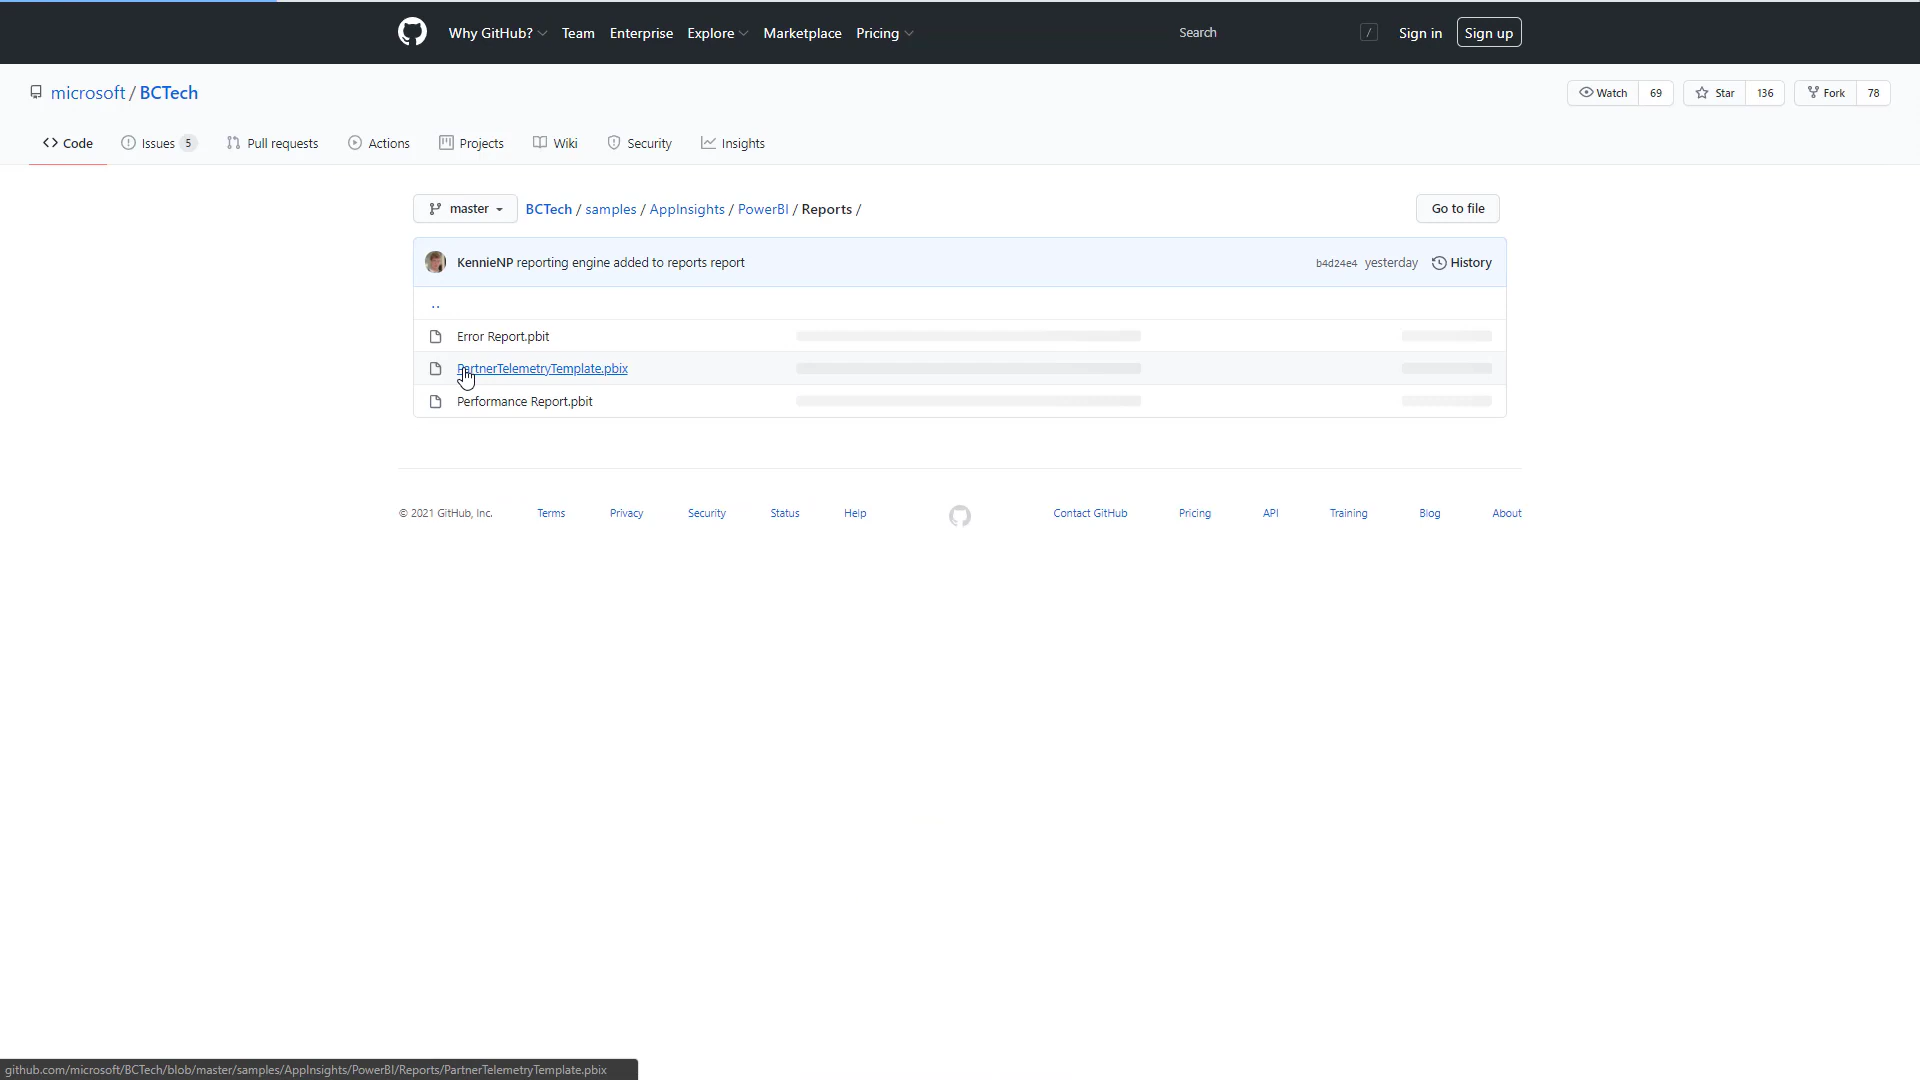 Why GitHub? Team Enterprise Explore Marketplace Pricing Search / Sign in Sign up
microsoft / BCTech Watch 69 Star 136 Fork 78
Code Issues 5 Pull requests Actions Projects Wiki Security Insights
master BCTech / samples / AppInsights / PowerBI / Reports / Go to file
KennieNP reporting engine added to reports report b4d24e4 yesterday History
..
Error Report.pbit
PartnerTelemetryTemplate.pbix
Performance Report.pbit
© 2021 GitHub, Inc. Terms Privacy Security Status Help Contact GitHub Pricing API Training Blog About
github.com/microsoft/BCTech/blob/master/samples/AppInsights/PowerBI/Reports/PartnerTelemetryTemplate.pbix